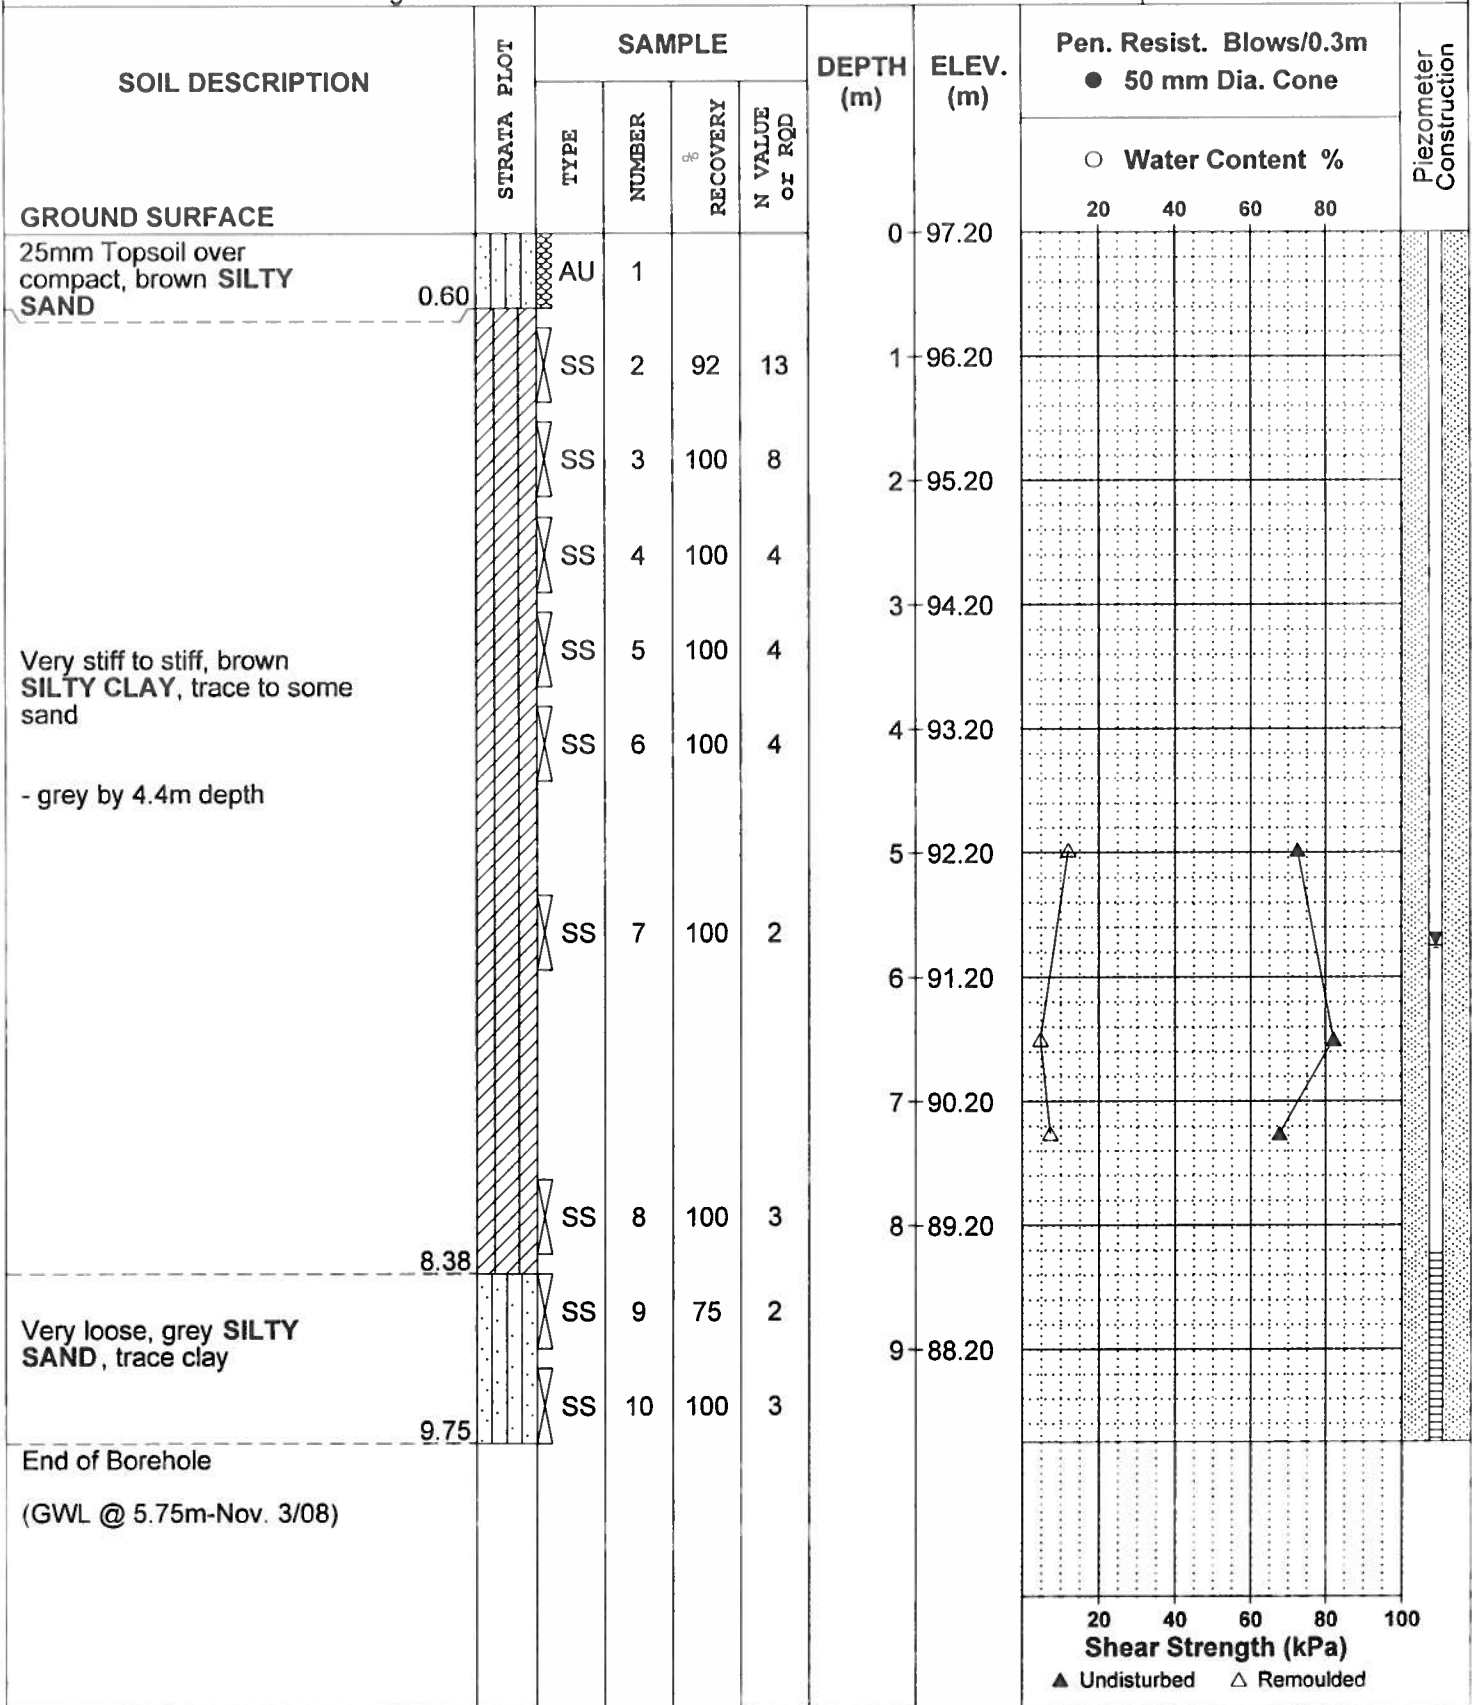 SOIL DESCRIPTION
GROUND SURFACE
STRATA PLOT
SAMPLE
TYPE
NUMBER
% RECOVERY
N VALUE
or RQD
DEPTH
(m)
ELEV.
(m)
Pen. Resist. Blows/0.3m
● 50 mm Dia. Cone
○ Water Content %
20 40 60 80
Piezometer
Construction
0 97.20
25mm Topsoil over
compact, brown SILTY
SAND 0.60
AU 1
SS 2 92 13
1 96.20
SS 3 100 8
2 95.20
SS 4 100 4
3 94.20
Very stiff to stiff, brown
SILTY CLAY, trace to some
sand
SS 5 100 4
SS 6 100 4
4 93.20
- grey by 4.4m depth
5 92.20
SS 7 100 2
6 91.20
7 90.20
SS 8 100 3
8 89.20
8.38
Very loose, grey SILTY
SAND, trace clay
SS 9 75 2
9 88.20
SS 10 100 3
9.75
End of Borehole
(GWL @ 5.75m-Nov. 3/08)
20 40 60 80 100
Shear Strength (kPa)
▲ Undisturbed △ Remoulded